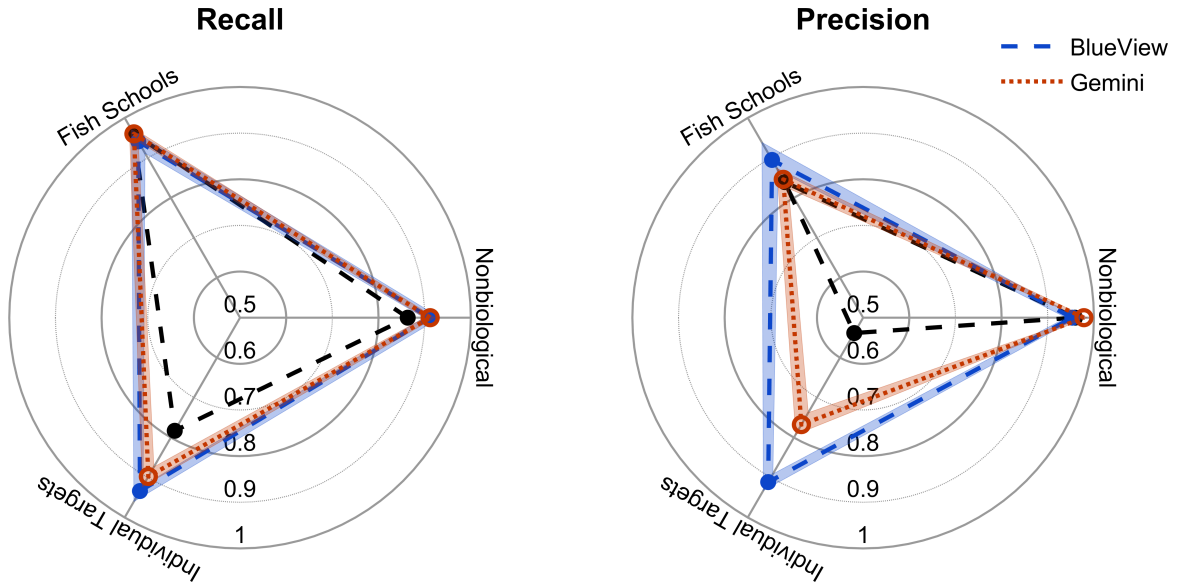 Recall
Fish Schools
Nonbiological
Individual Targets
0.5
0.6
0.7
0.8
0.9
1
Precision
BlueView
Gemini
Fish Schools
Nonbiological
Individual Targets
0.5
0.6
0.7
0.8
0.9
1